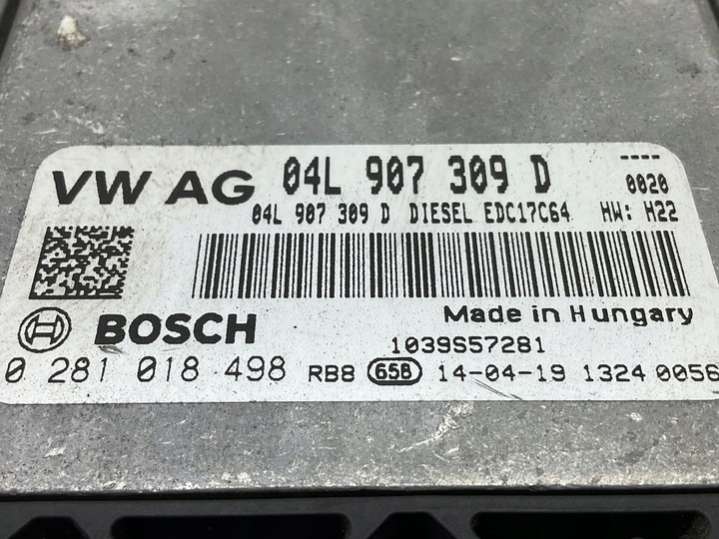 VW AG 04L 907 309 D ----
0020
04L 907 309 D DIESEL EDC17C64 HW: H22
BOSCH Made in Hungary
1039S57281
0 281 018 498 RB8 658 14-04-19 1324 0056